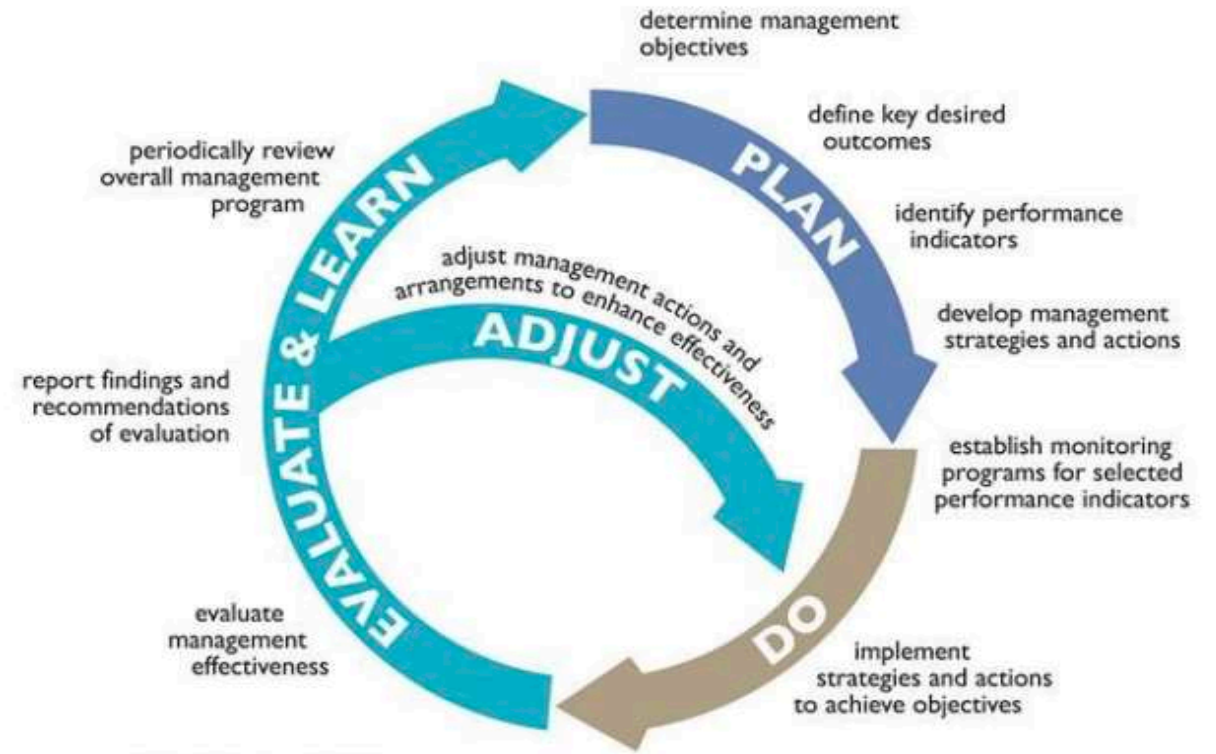 determine management
objectives
define key desired
outcomes
PLAN
identify performance
indicators
develop management
strategies and actions
establish monitoring
programs for selected
performance indicators
DO
implement
strategies and actions
to achieve objectives
evaluate
management
effectiveness
EVALUATE & LEARN
report findings and
recommendations
of evaluation
periodically review
overall management
program
adjust management actions and
arrangements to enhance effectiveness
ADJUST